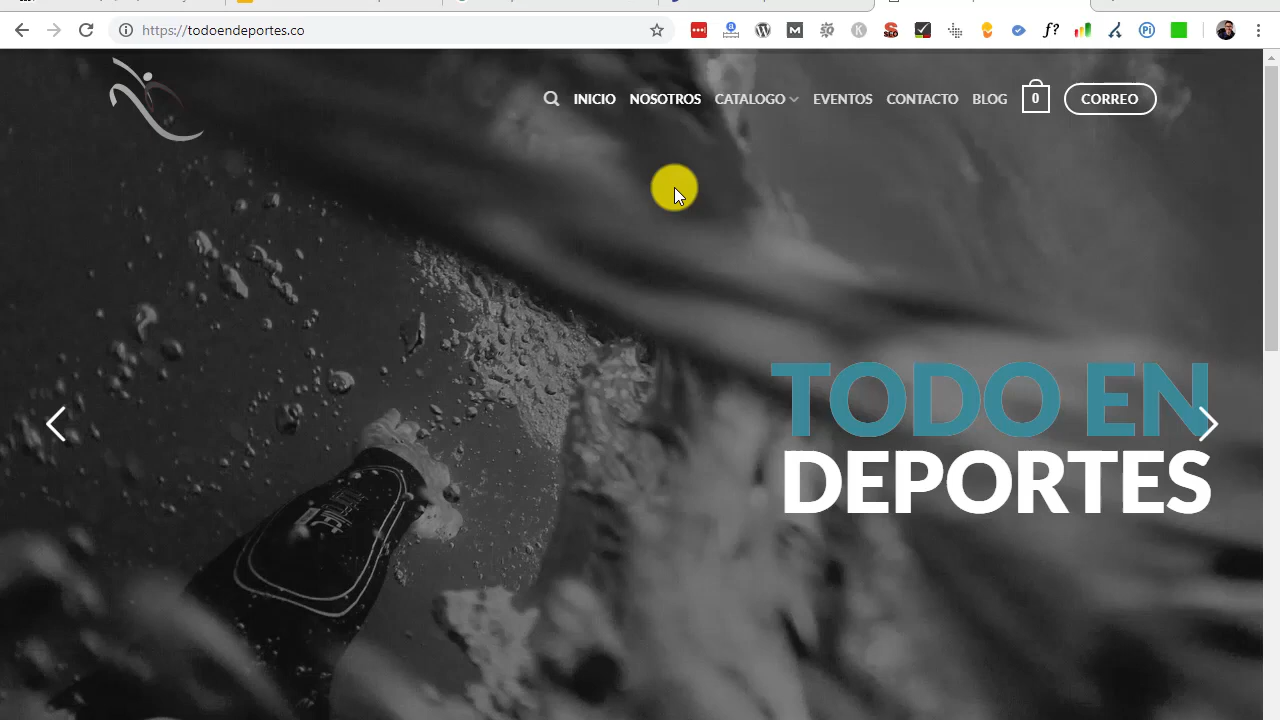 https://todoendeportes.co
INICIO NOSOTROS CATALOGO EVENTOS CONTACTO BLOG 0 CORREO
TODO EN
DEPORTES